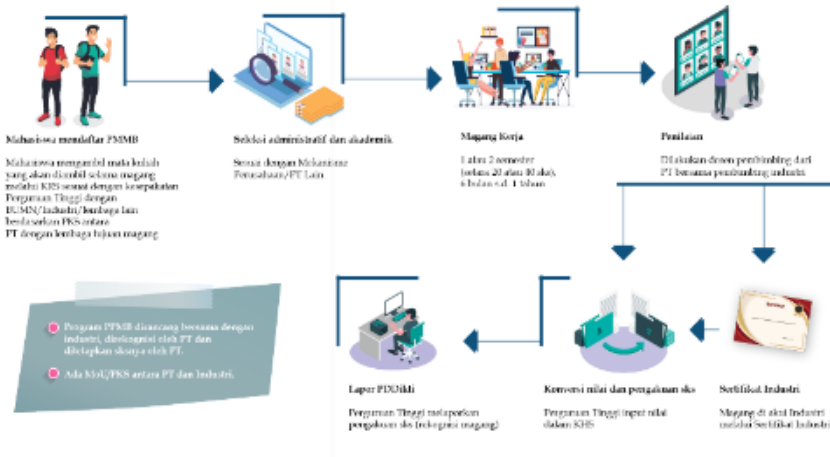 Mahasiswa mendaftar PMMB
Mahasiswa mengambil mata kuliah
yang akan diambil selama magang
melalui KRS sesuai dengan kesepakatan
Perguruan Tinggi dengan
BUMN/Industri/lembaga lain
berdasarkan PKS antara
PT dengan lembaga tujuan magang
Seleksi administratif dan akademik
Sesuai dengan Mekanisme
Perusahaan/PT Lain
Magang Kerja
1 atau 2 semester
(setara 20 atau 40 sks),
6 bulan s.d. 1 tahun
Penilaian
Dilakukan dosen pembimbing dari
PT bersama pembimbing industri
Program PPMB dirancang bersama dengan
industri, direkognisi oleh PT dan
ditetapkan sksnya oleh PT.
Ada MoU/PKS antara PT dan Industri.
Lapor PDDikti
Perguruan Tinggi melaporkan
pengakuan sks (rekognisi magang)
Konversi nilai dan pengakuan sks
Perguruan Tinggi input nilai
dalam KHS
Sertifikat Industri
Magang di akui Industri
melalui Sertifikat Industri